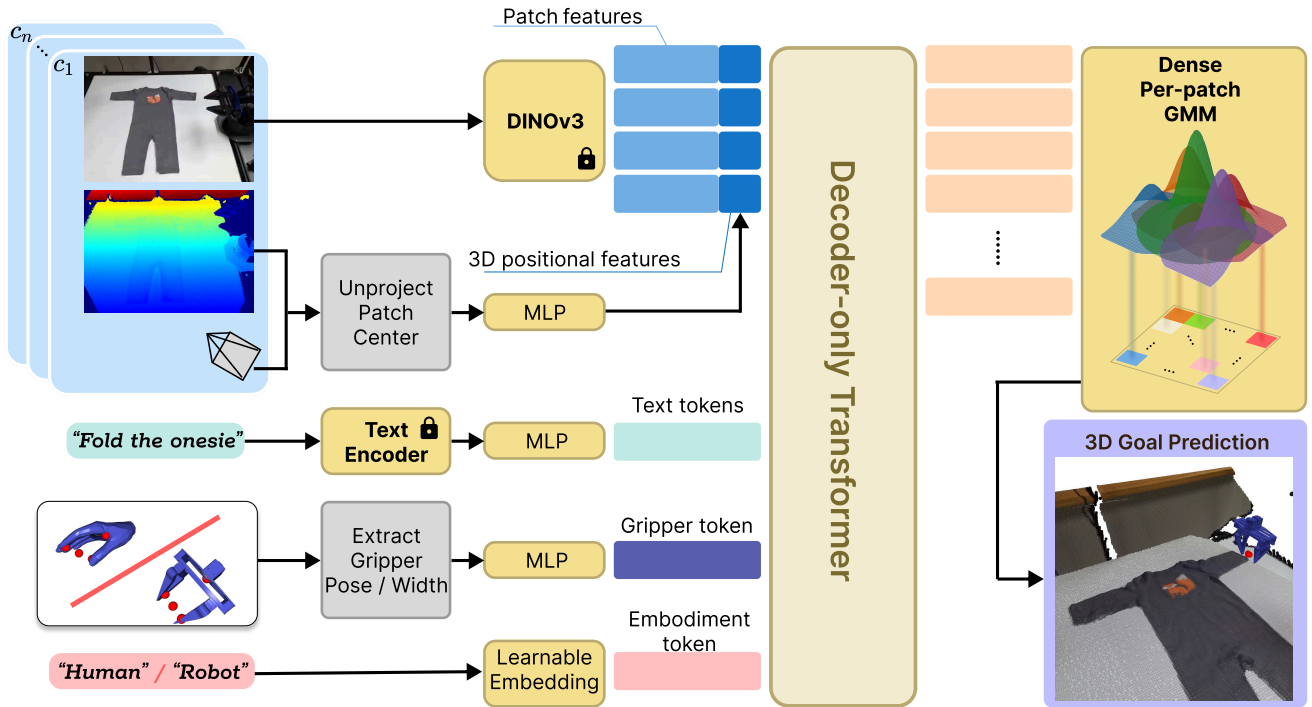 Patch features
cn
c1
DINOv3
3D positional features
Unproject
Patch
Center
MLP
“Fold the onesie”
Text
Encoder
MLP
Text tokens
Extract
Gripper
Pose / Width
MLP
Gripper token
“Human” / “Robot”
Learnable
Embedding
Embodiment
token
Decoder-only Transformer
Dense
Per-patch
GMM
3D Goal Prediction